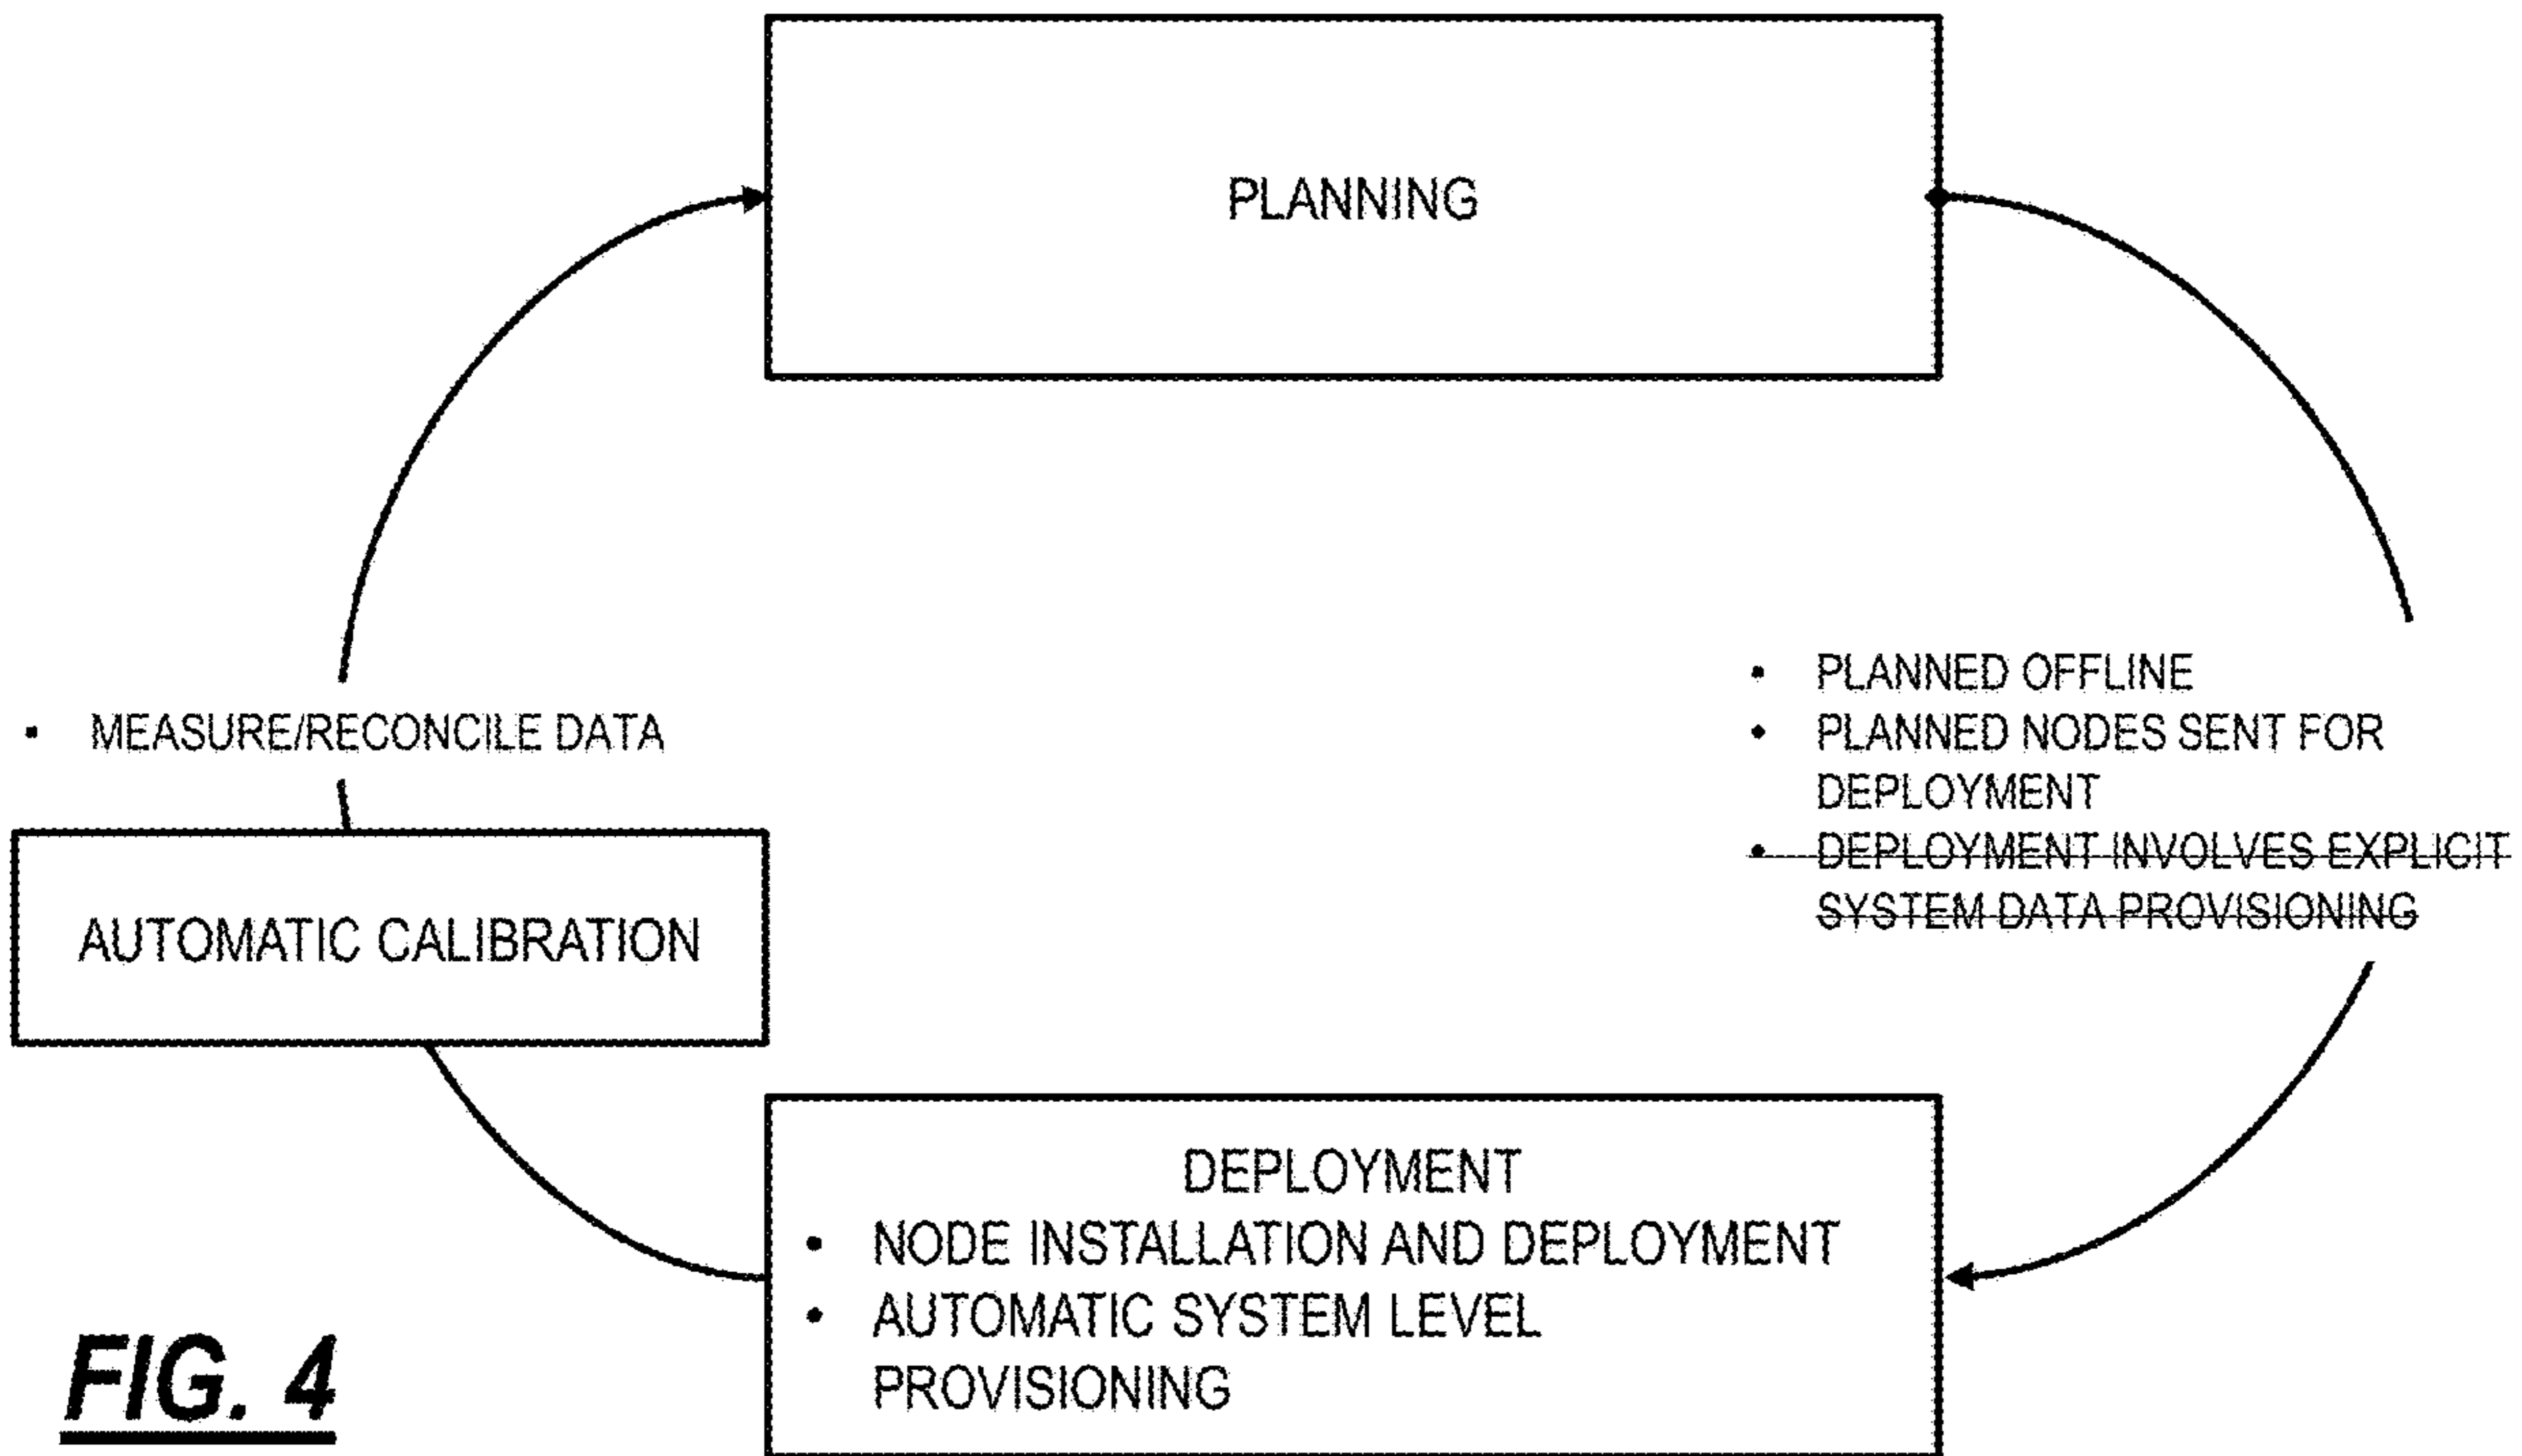 PLANNING
• MEASURE/RECONCILE DATA
• PLANNED OFFLINE
• PLANNED NODES SENT FOR
DEPLOYMENT
• DEPLOYMENT INVOLVES EXPLICIT
SYSTEM DATA PROVISIONING
AUTOMATIC CALIBRATION
DEPLOYMENT
• NODE INSTALLATION AND DEPLOYMENT
• AUTOMATIC SYSTEM LEVEL
PROVISIONING
FIG. 4